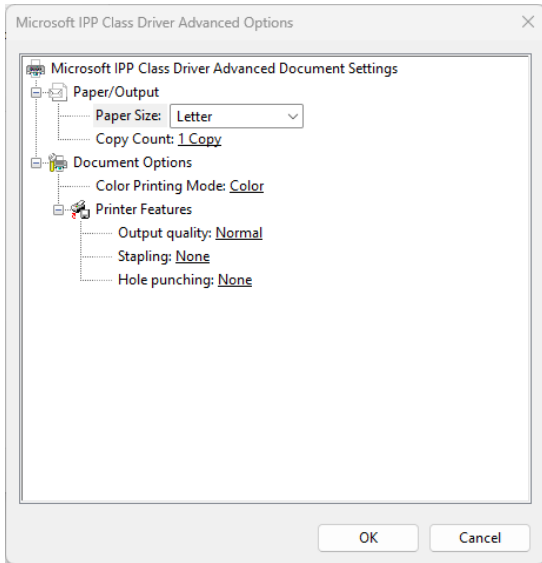 Microsoft IPP Class Driver Advanced Options
Microsoft IPP Class Driver Advanced Document Settings
Paper/Output
Paper Size: Letter
Copy Count: 1 Copy
Document Options
Color Printing Mode: Color
Printer Features
Output quality: Normal
Stapling: None
Hole punching: None
OK Cancel